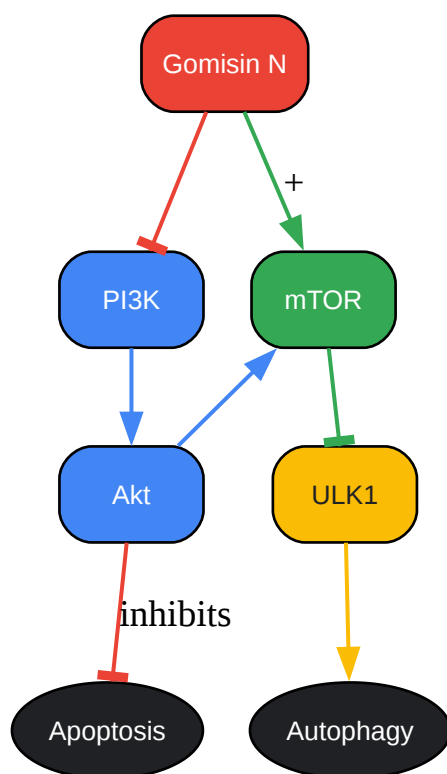 Gomisin N
+
PI3K
mTOR
Akt
ULK1
inhibits
Apoptosis
Autophagy